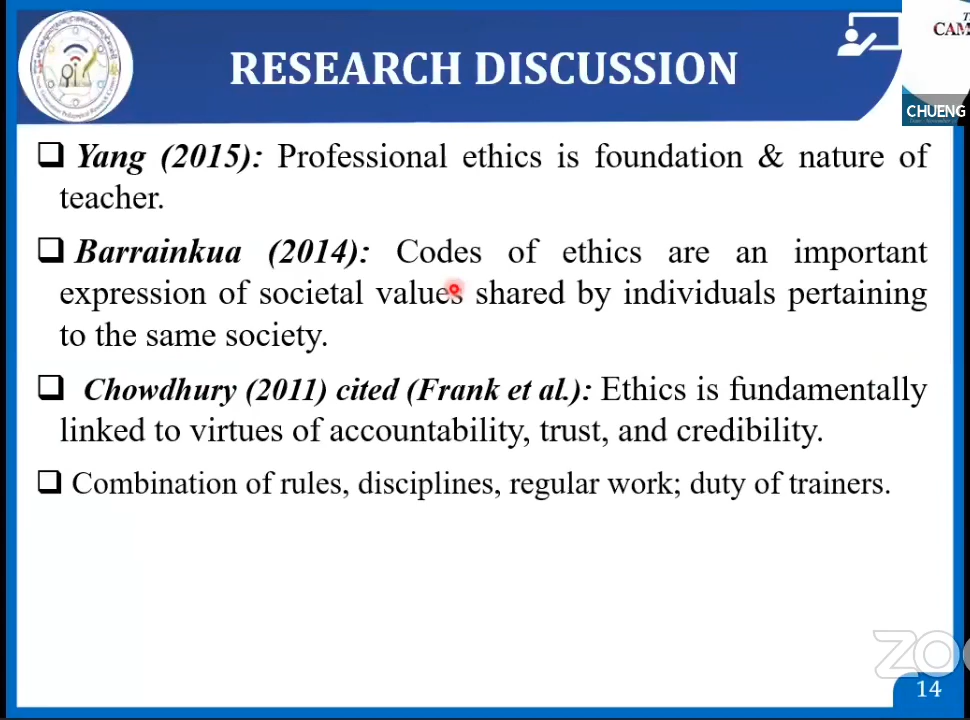 T
CAM
RESEARCH DISCUSSION
CHUENG
Yang (2015): Professional ethics is foundation & nature of
teacher.
Barrainkua (2014): Codes of ethics are an important
expression of societal values shared by individuals pertaining
to the same society.
Chowdhury (2011) cited (Frank et al.): Ethics is fundamentally
linked to virtues of accountability, trust, and credibility.
Combination of rules, disciplines, regular work; duty of trainers.
ZOO
14